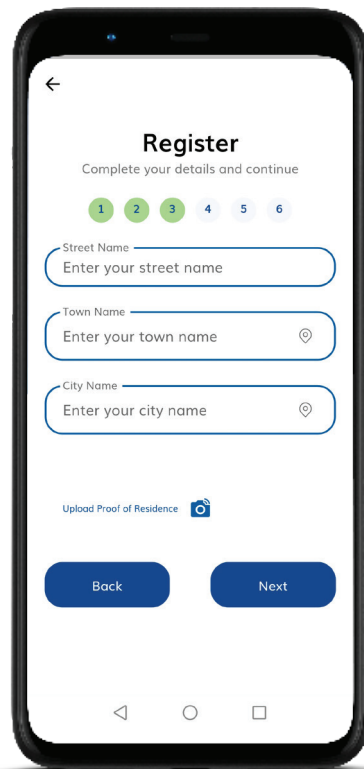 Register
Complete your details and continue
1 2 3 4 5 6
Street Name
Enter your street name
Town Name
Enter your town name
City Name
Enter your city name
Upload Proof of Residence
Back Next